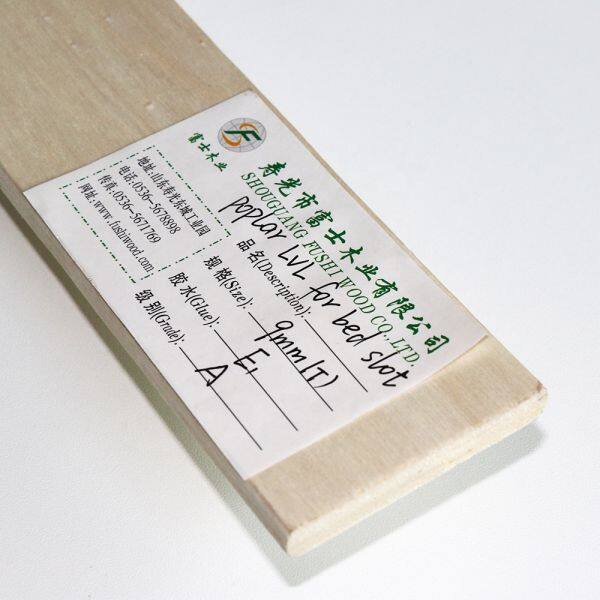 F
富士木业
寿光市富士木业有限公司
SHOUGUANG FUSHI WOOD CO.,LTD.
地址:山东寿光东城工业园
电话:0536-5678898
传真:0536-5671769
网址:www.fushiwood.com
品名(Description): poplar LVL for bed slot
规格(Size): 9mm(T)
胶水(Glue): E1
级别(Grade): A